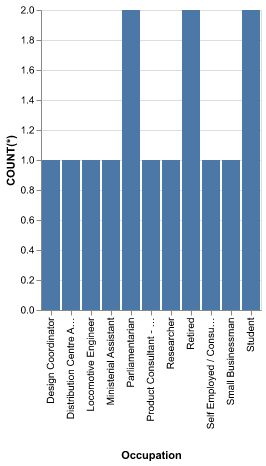 2.0
1.8
1.6
1.4
1.2
1.0
0.8
0.6
0.4
0.2
0.0
COUNT(*)
Design Coordinator
Distribution Centre A…
Locomotive Engineer
Ministerial Assistant
Parliamentarian
Product Consultant - …
Researcher
Retired
Self Employed / Consu…
Small Businessman
Student
Occupation